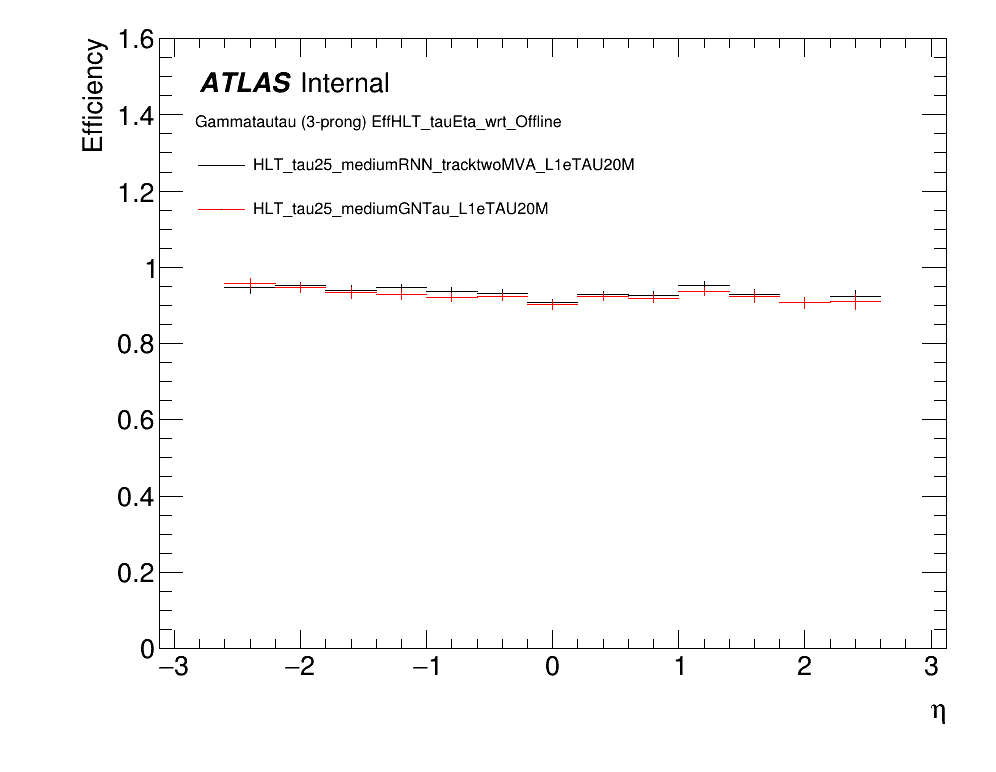 Efficiency
1.6
1.4
1.2
1
0.8
0.6
0.4
0.2
0
ATLAS Internal
Gammatautau (3-prong) EffHLT_tauEta_wrt_Offline
HLT_tau25_mediumRNN_tracktwoMVA_L1eTAU20M
HLT_tau25_mediumGNTau_L1eTAU20M
−3 −2 −1 0 1 2 3
η